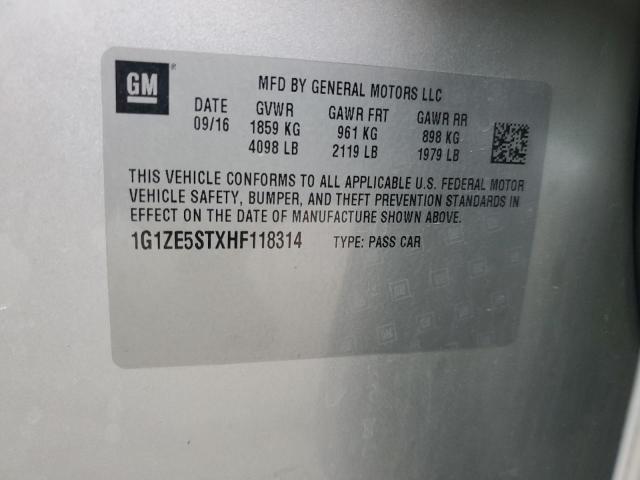 GM ®
MFD BY GENERAL MOTORS LLC
DATE GVWR GAWR FRT GAWR RR
09/16 1859 KG 961 KG 898 KG
4098 LB 2119 LB 1979 LB
THIS VEHICLE CONFORMS TO ALL APPLICABLE U.S. FEDERAL MOTOR
VEHICLE SAFETY, BUMPER, AND THEFT PREVENTION STANDARDS IN
EFFECT ON THE DATE OF MANUFACTURE SHOWN ABOVE.
1G1ZE5STXHF118314 TYPE: PASS CAR